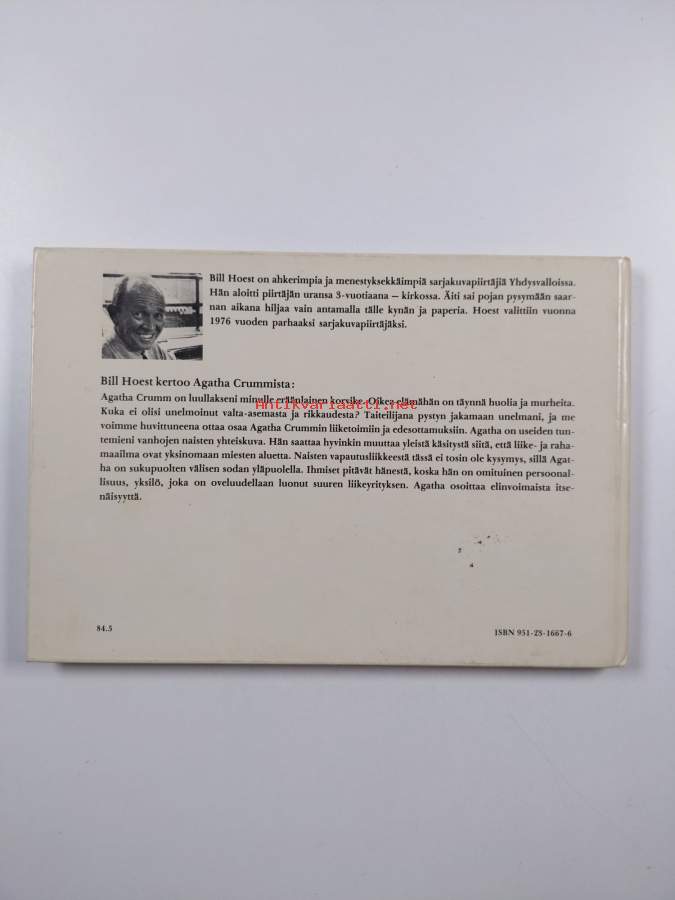 Bill Hoest on ahkerimpia ja menestyksekkäimpiä sarjakuvapiirtäjiä Yhdysvalloissa.
Hän aloitti piirtäjän uransa 3-vuotiaana – kirkossa. Äiti sai pojan pysymään saar-
nan aikana hiljaa vain antamalla tälle kynän ja paperia. Hoest valittiin vuonna
1976 vuoden parhaaksi sarjakuvapiirtäjäksi.
Bill Hoest kertoo Agatha Crummista:
Agatha Crumm on luullakseni minulle eräänlainen korvike. Oikea elämähän on täynnä huolia ja murheita.
Antikvariaatti.net
Kuka ei olisi unelmoinut valta-asemasta ja rikkaudesta? Taiteilijana pystyn jakamaan unelmani, ja me
voimme huvittuneena ottaa osaa Agatha Crummin liiketoimiin ja edesottamuksiin. Agatha on useiden tun-
temieni vanhojen naisten yhteiskuva. Hän saattaa hyvinkin muuttaa yleistä käsitystä siitä, että liike- ja raha-
maailma ovat yksinomaan miesten aluetta. Naisten vapautusliikkeestä tässä ei tosin ole kysymys, sillä Agat-
ha on sukupuolten välisen sodan yläpuolella. Ihmiset pitävät hänestä, koska hän on omituinen persoonal-
lisuus, yksilö, joka on oveluudellaan luonut suuren liikeyrityksen. Agatha osoittaa elinvoimaista itse-
näisyyttä.
84.5
ISBN 951-28-1667-6